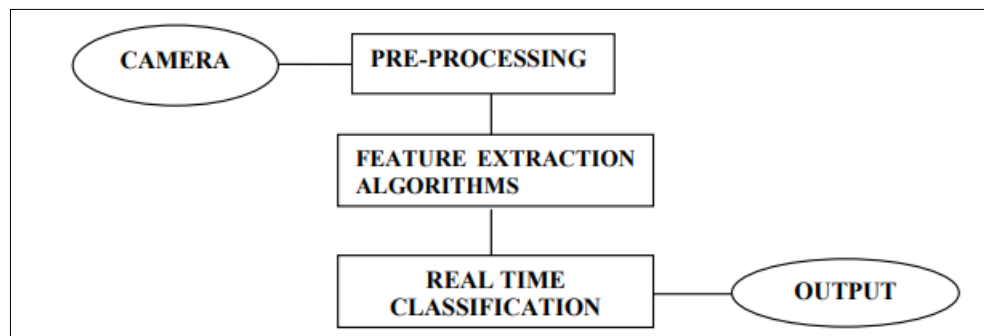 CAMERA
PRE-PROCESSING
FEATURE EXTRACTION
ALGORITHMS
REAL TIME
CLASSIFICATION
OUTPUT